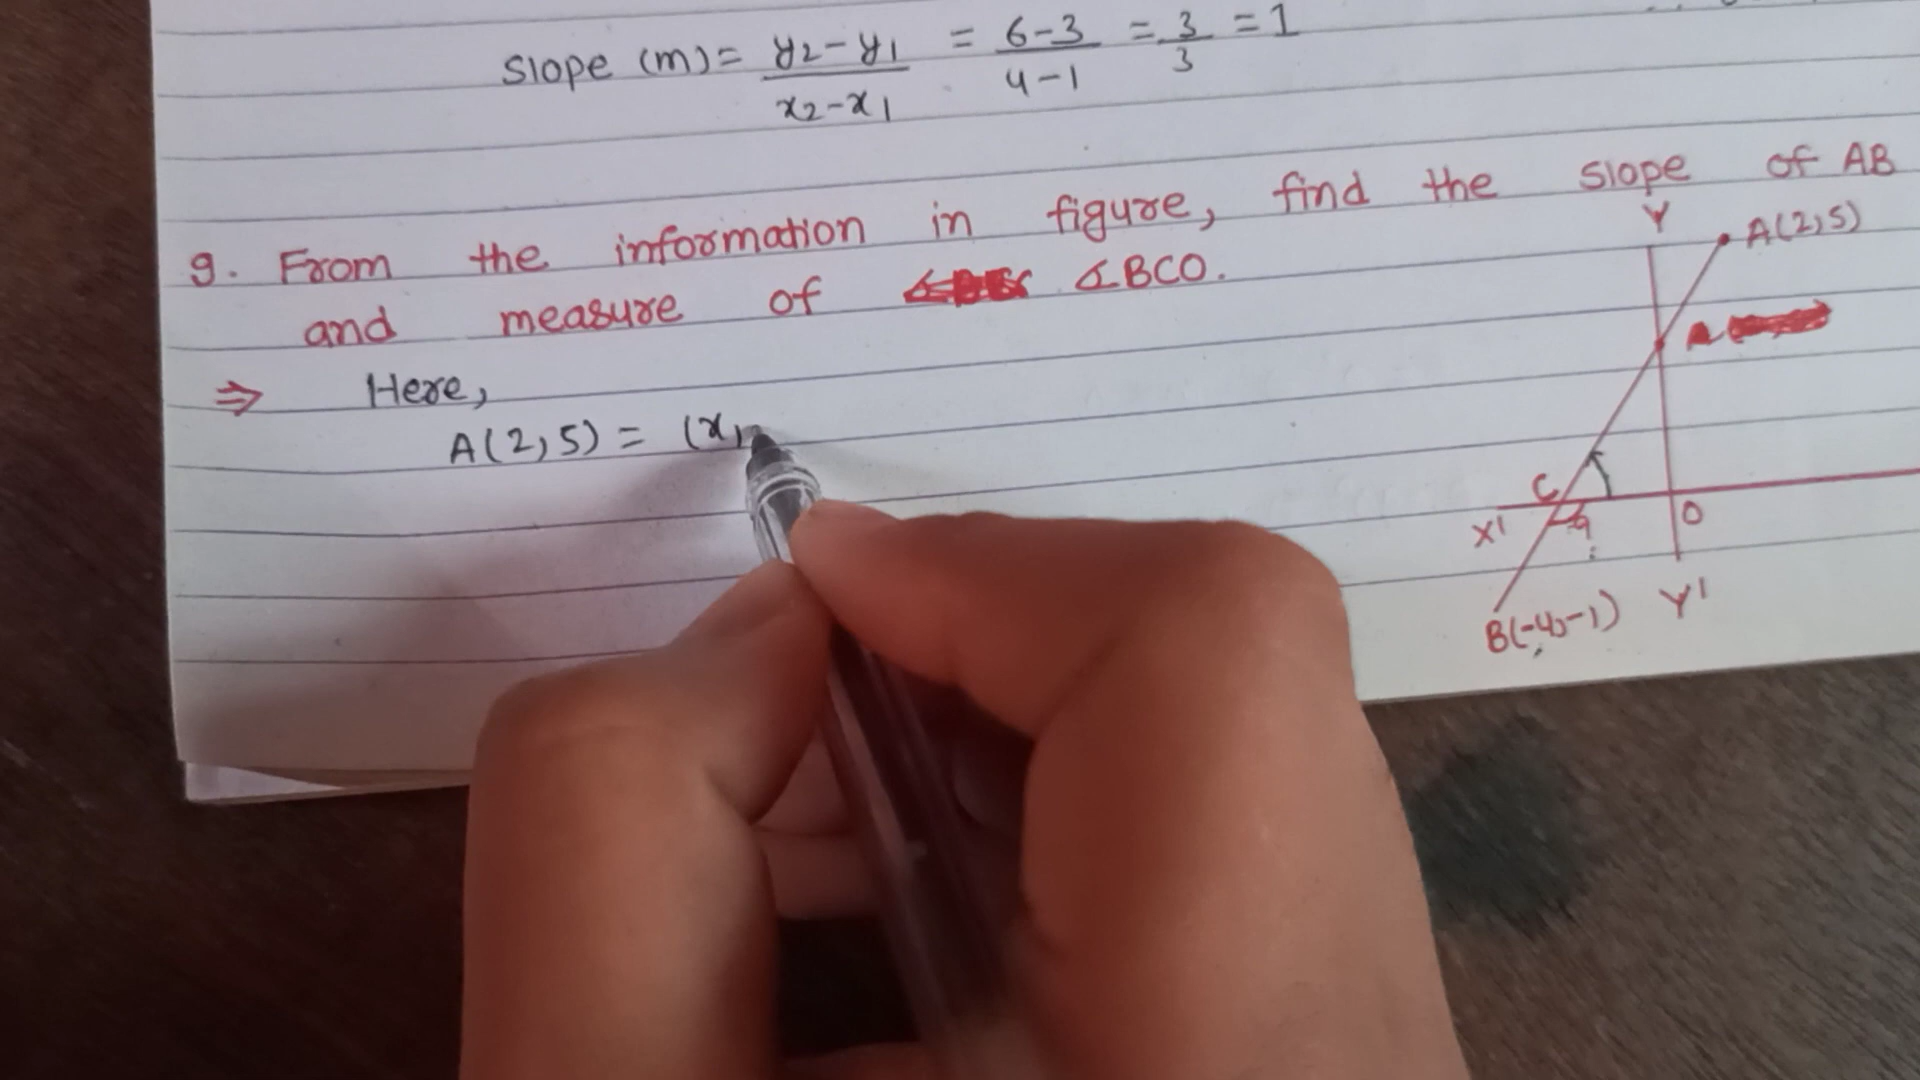 Slope (m) = y2-y1 / x2-x1 = 6-3 / 4-1 = 3/3 = 1
9. From the information in figure, find the slope of AB
and measure of ∡BCO.
⇒ Here,
A(2,5) = (x,
Y
A(2,5)
A
C
X'
O
B(-4,-1)
Y'